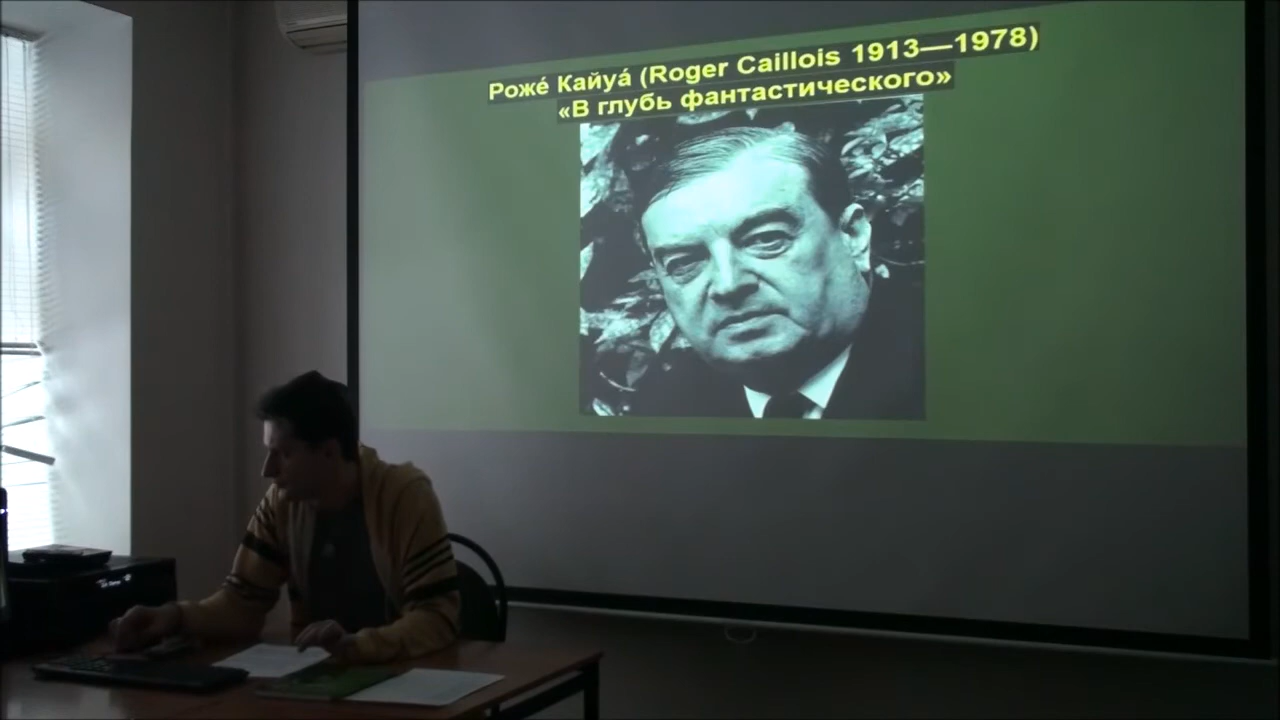 Роже́ Кайуа́ (Roger Caillois 1913—1978)
«В глубь фантастического»